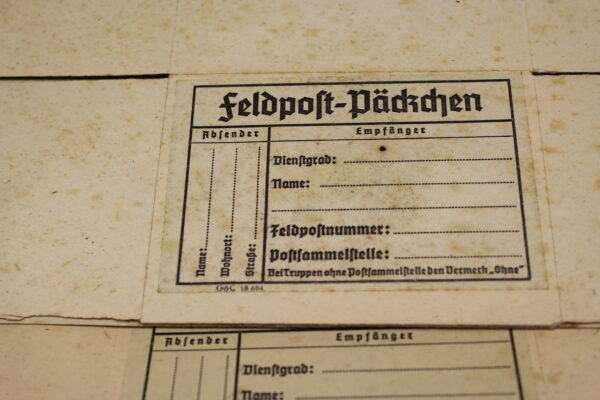 Feldpost-Päckchen
Absender
Empfänger
Name:
Wohnort:
Straße:
Dienstgrad:
Name:
Feldpostnummer:
Postsammelstelle:
Bei Truppen ohne Postsammelstelle den Vermerk „Ohne"
Absender
Empfänger
Dienstgrad:
Name: